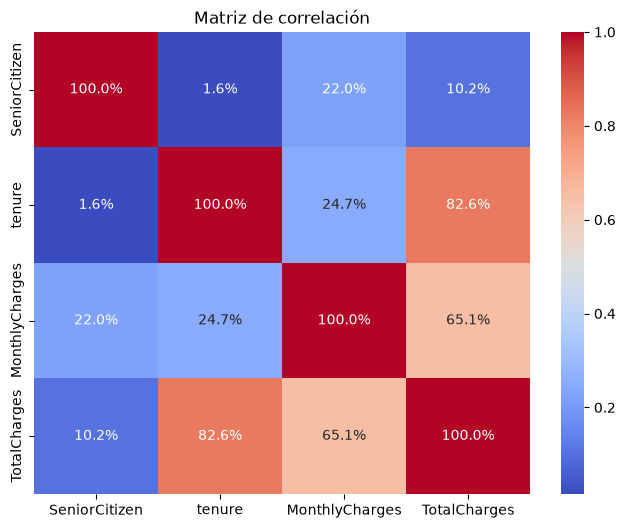 Matriz de correlação
SeniorCitizen
100.0%
1.6%
22.0%
10.2%
tenure
1.6%
100.0%
24.7%
82.6%
MonthlyCharges
22.0%
24.7%
100.0%
65.1%
TotalCharges
10.2%
82.6%
65.1%
100.0%
SeniorCitizen
tenure
MonthlyCharges
TotalCharges
1.0
0.8
0.6
0.4
0.2